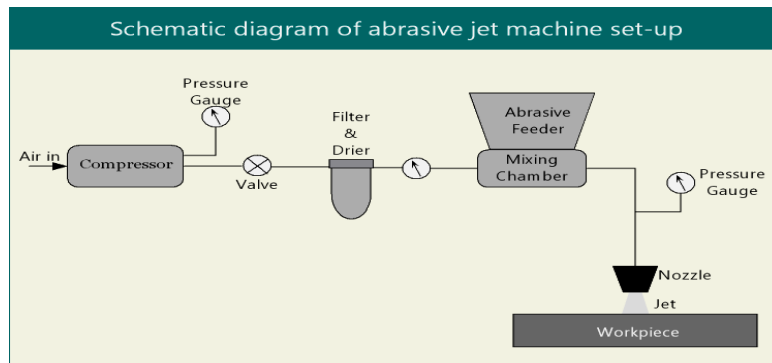 Schematic diagram of abrasive jet machine set-up
Pressure
Gauge
Air in
Compressor
Valve
Filter
&
Drier
Abrasive
Feeder
Mixing
Chamber
Pressure
Gauge
Nozzle
Jet
Workpiece